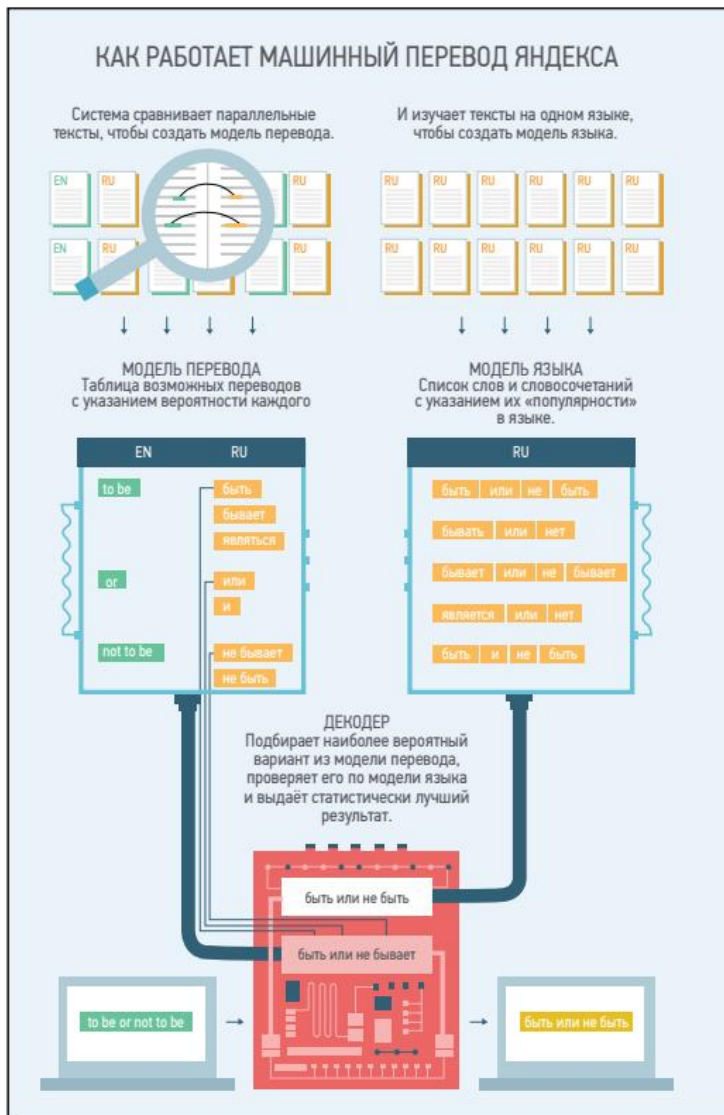 КАК РАБОТАЕТ МАШИННЫЙ ПЕРЕВОД ЯНДЕКСА
Система сравнивает параллельные
тексты, чтобы создать модель перевода.
И изучает тексты на одном языке,
чтобы создать модель языка.
EN RU RU
RU RU RU RU RU RU
EN RU RU
RU RU RU RU RU RU
МОДЕЛЬ ПЕРЕВОДА
Таблица возможных переводов
с указанием вероятности каждого
МОДЕЛЬ ЯЗЫКА
Список слов и словосочетаний
с указанием их «популярности»
в языке.
EN RU
to be быть
бывает
являться
or или
и
not to be не бывает
не быть
RU
быть или не быть
бывать или нет
бывает или не бывает
является или нет
быть и не быть
ДЕКОДЕР
Подбирает наиболее вероятный
вариант из модели перевода,
проверяет его по модели языка
и выдаёт статистически лучший
результат.
быть или не быть
быть или не бывает
to be or not to be
быть или не быть